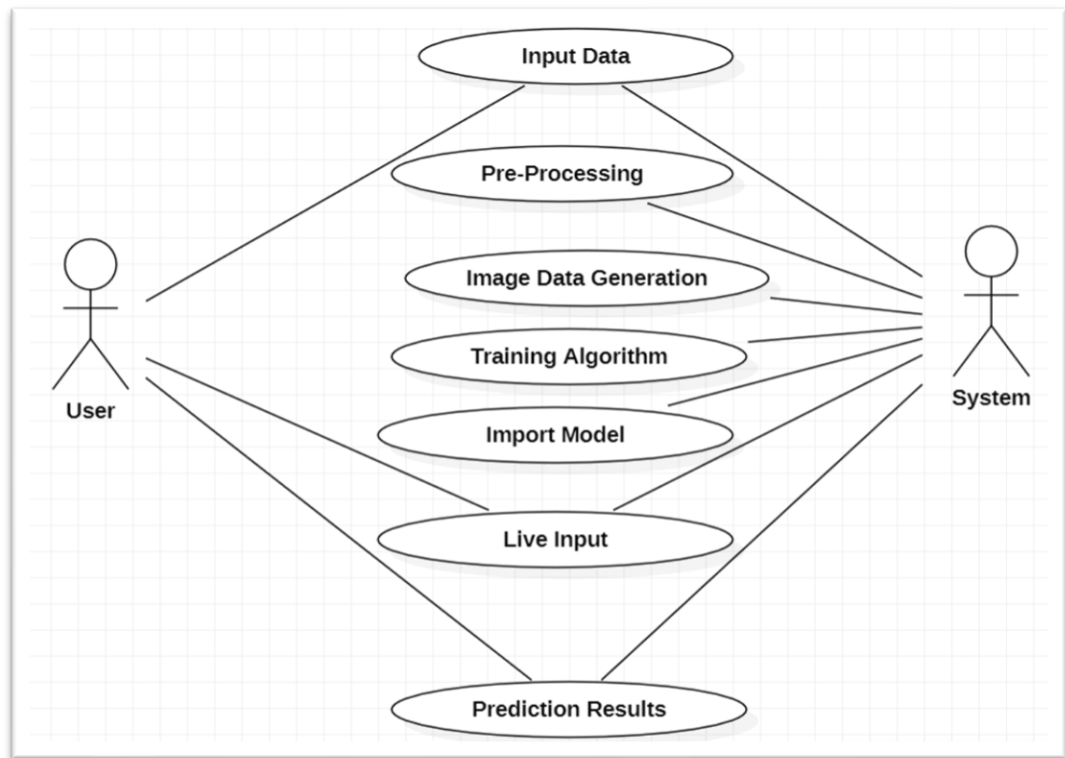 Input Data
Pre-Processing
Image Data Generation
Training Algorithm
Import Model
Live Input
Prediction Results
User
System